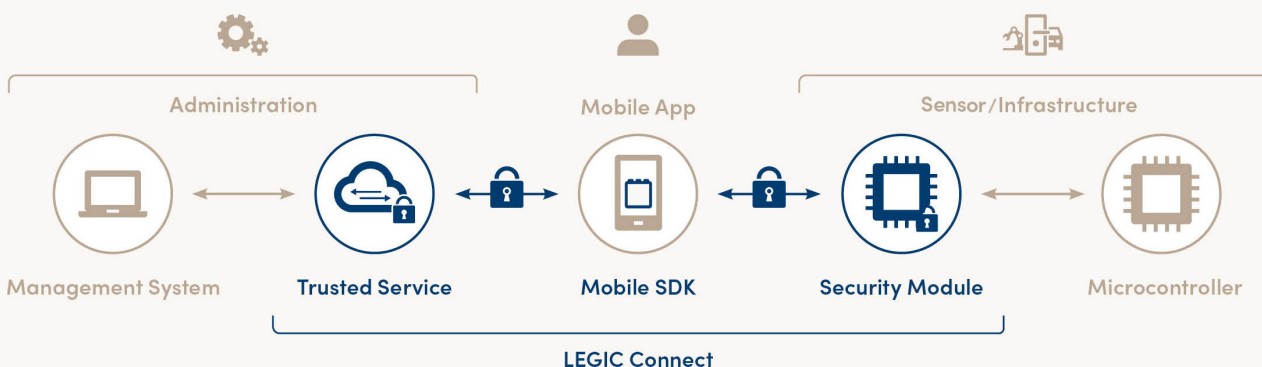 Administration
Mobile App
Sensor/Infrastructure
Management System
Trusted Service
Mobile SDK
Security Module
Microcontroller
LEGIC Connect